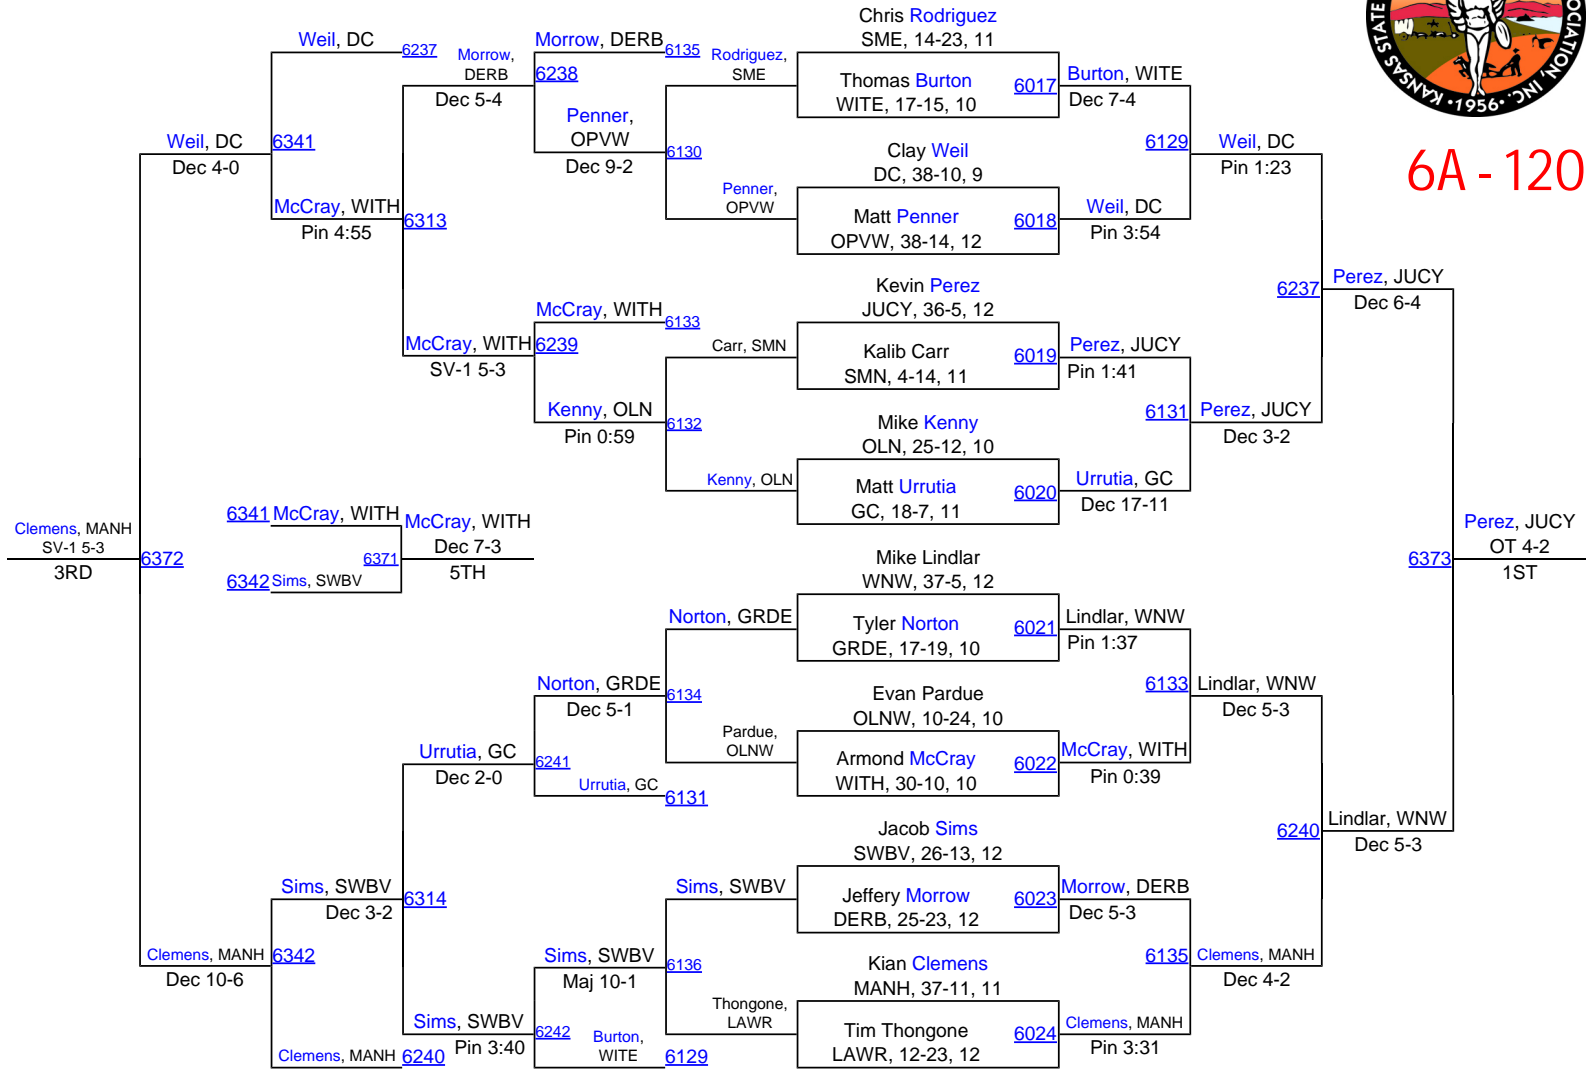 KANSAS STATE
OCIATION, INC.
•1956•
6A - 120
Weil, DC
6237
Morrow,
DERB
Dec 5-4
Morrow, DERB
6135
6238
Penner,
OPVW
Dec 9-2
Rodriguez,
SME
6130
Penner,
OPVW
Weil, DC
Dec 4-0
6341
McCray, WITH
Pin 4:55
6313
McCray, WITH
SV-1 5-3
McCray, WITH
6133
6239
Kenny, OLN
Pin 0:59
Carr, SMN
6132
Kenny, OLN
Chris Rodriguez
SME, 14-23, 11
Thomas Burton
WITE, 17-15, 10
6017
Burton, WITE
Dec 7-4
Clay Weil
DC, 38-10, 9
Matt Penner
OPVW, 38-14, 12
6018
Weil, DC
Pin 3:54
6129
Weil, DC
Pin 1:23
Kevin Perez
JUCY, 36-5, 12
Kalib Carr
SMN, 4-14, 11
6019
Perez, JUCY
Pin 1:41
Mike Kenny
OLN, 25-12, 10
Matt Urrutia
GC, 18-7, 11
6020
Urrutia, GC
Dec 17-11
6131
Perez, JUCY
Dec 3-2
6237
Perez, JUCY
Dec 6-4
Clemens, MANH
SV-1 5-3
3RD
6372
6341
McCray, WITH
6371
6342
Sims, SWBV
McCray, WITH
Dec 7-3
5TH
6373
Perez, JUCY
OT 4-2
1ST
Mike Lindlar
WNW, 37-5, 12
Tyler Norton
GRDE, 17-19, 10
6021
Lindlar, WNW
Pin 1:37
Evan Pardue
OLNW, 10-24, 10
Armond McCray
WITH, 30-10, 10
6022
McCray, WITH
Pin 0:39
6133
Lindlar, WNW
Dec 5-3
Norton, GRDE
6134
Pardue,
OLNW
Norton, GRDE
Dec 5-1
6241
Urrutia, GC
6131
Urrutia, GC
Dec 2-0
Jacob Sims
SWBV, 26-13, 12
Jeffery Morrow
DERB, 25-23, 12
6023
Morrow, DERB
Dec 5-3
Kian Clemens
MANH, 37-11, 11
Tim Thongone
LAWR, 12-23, 12
6024
Clemens, MANH
Pin 3:31
6135
Clemens, MANH
Dec 4-2
6240
Lindlar, WNW
Dec 5-3
Sims, SWBV
Dec 3-2
6314
Sims, SWBV
6136
Thongone,
LAWR
Sims, SWBV
Maj 10-1
6242
Burton,
WITE
6129
Sims, SWBV
Pin 3:40
Clemens, MANH
Dec 10-6
6342
Clemens, MANH
6240